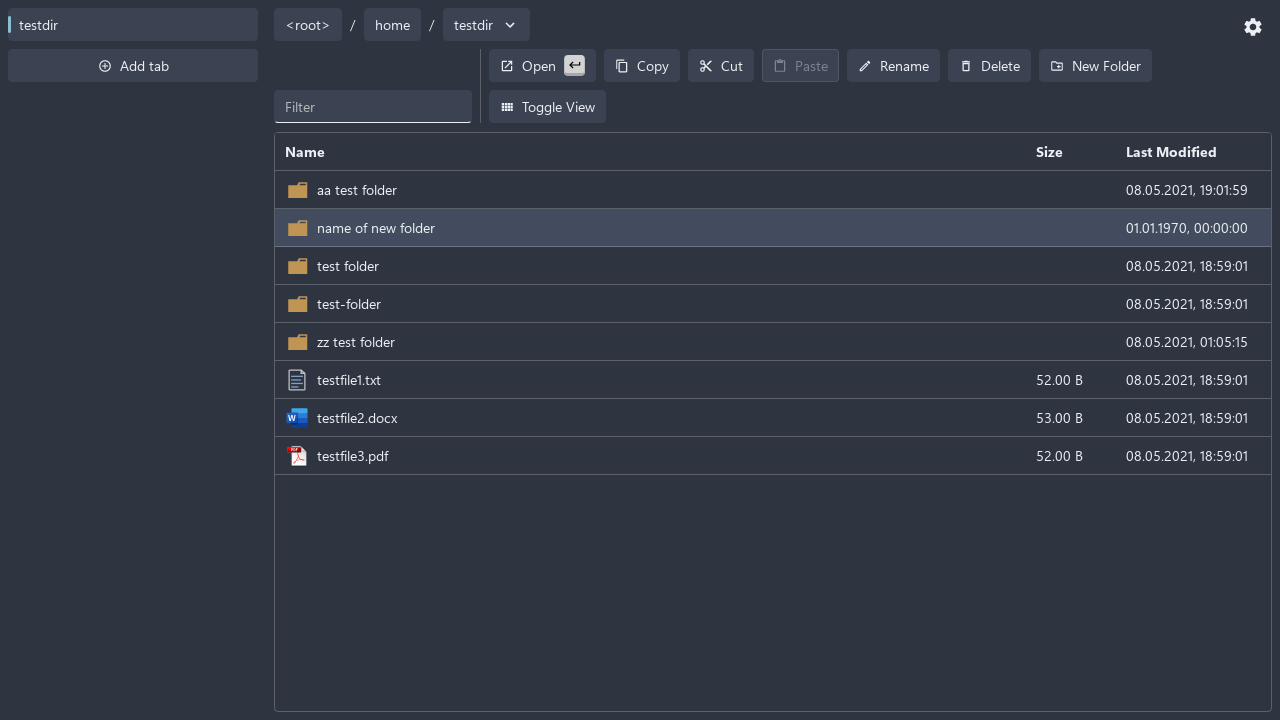 testdir
Add tab
<root> / home / testdir
Open Copy Cut Paste Rename Delete New Folder
Filter Toggle View
Name Size Last Modified
aa test folder 08.05.2021, 19:01:59
name of new folder 01.01.1970, 00:00:00
test folder 08.05.2021, 18:59:01
test-folder 08.05.2021, 18:59:01
zz test folder 08.05.2021, 01:05:15
testfile1.txt 52.00 B 08.05.2021, 18:59:01
W testfile2.docx 53.00 B 08.05.2021, 18:59:01
PDF testfile3.pdf 52.00 B 08.05.2021, 18:59:01